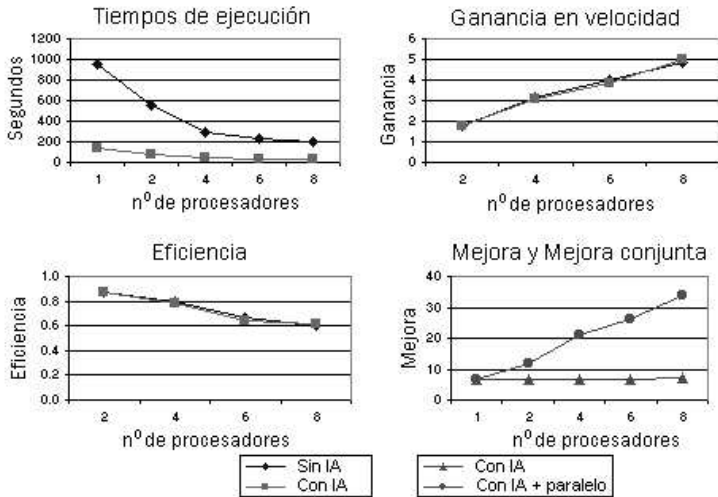 Tiempos de ejecución
Segundos
1200
1000
800
600
400
200
0
1 2 4 6 8
nº de procesadores
Ganancia en velocidad
Ganancia
6
5
4
3
2
1
0
2 4 6 8
nº de procesadores
Eficiencia
Eficiencia
1.0
0.8
0.6
0.4
0.2
0.0
2 4 6 8
nº de procesadores
Mejora y Mejora conjunta
Mejora
40
30
20
10
0
1 2 4 6 8
nº de procesadores
Sin IA
Con IA
Con IA
Con IA + paralelo